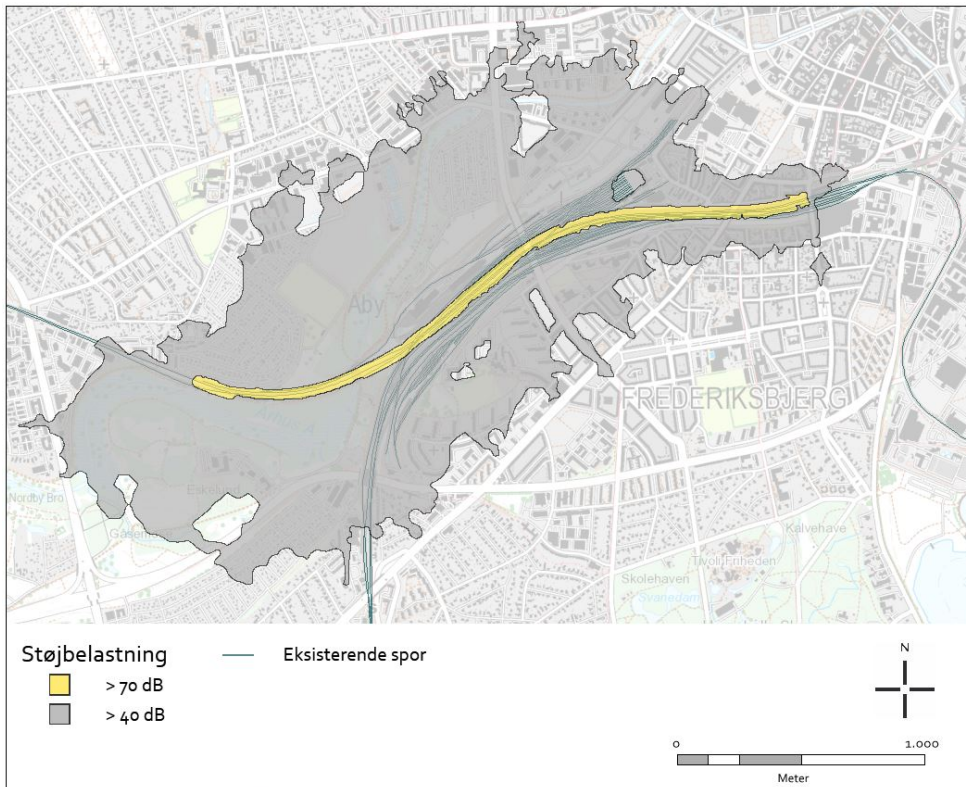 Åby
FREDERIKSBJERG
Nordby Bro
Eskelund
Kalvehave
Tivoli Friheden
Skolehaven
Svanedam
Støjbelastning
Eksisterende spor
> 70 dB
> 40 dB
N
0 1.000
Meter